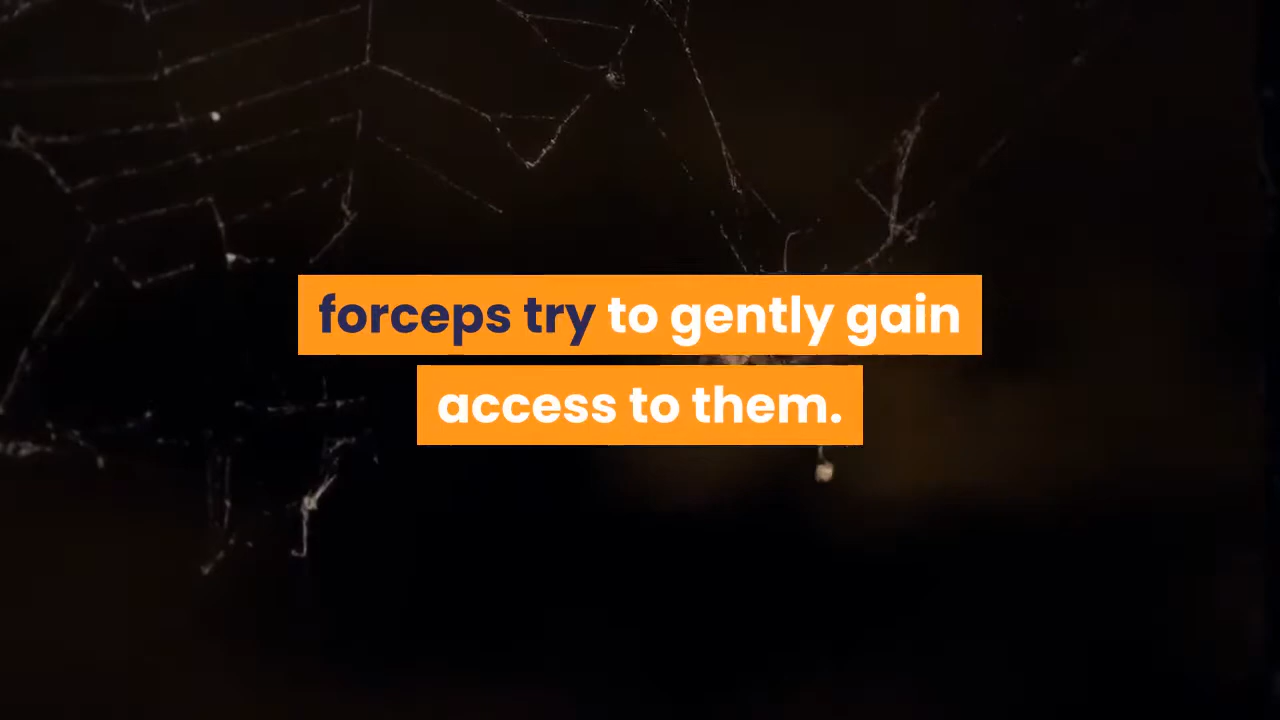 forceps try to gently gain
access to them.